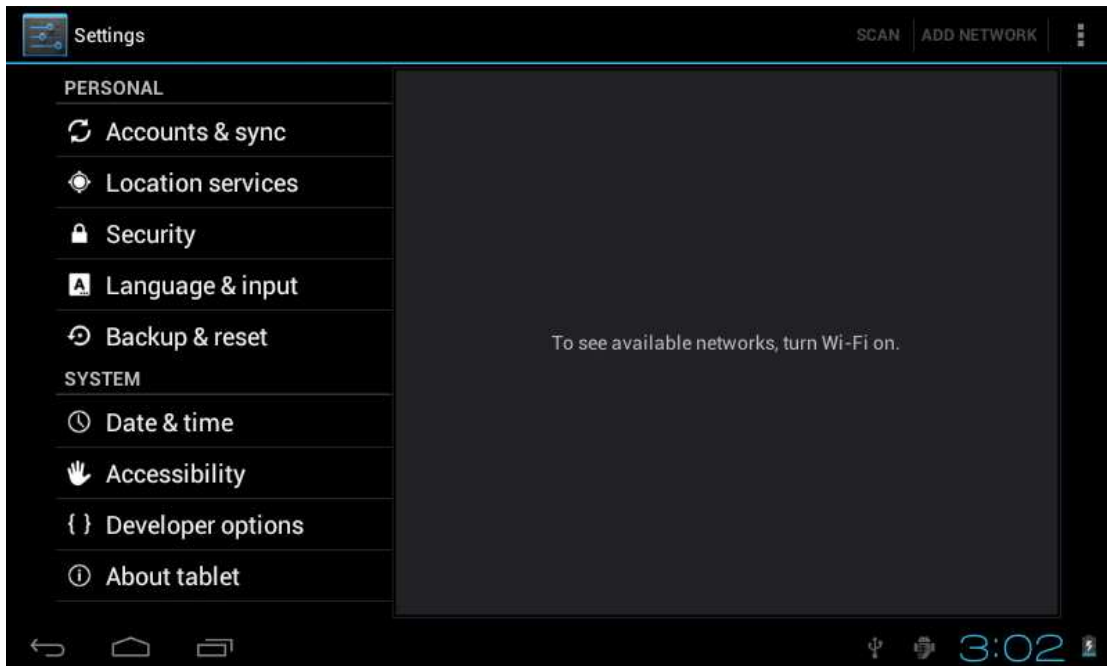 Settings
SCAN
ADD NETWORK
PERSONAL
Accounts & sync
Location services
Security
Language & input
Backup & reset
SYSTEM
Date & time
Accessibility
{ } Developer options
About tablet
To see available networks, turn Wi-Fi on.
3:02